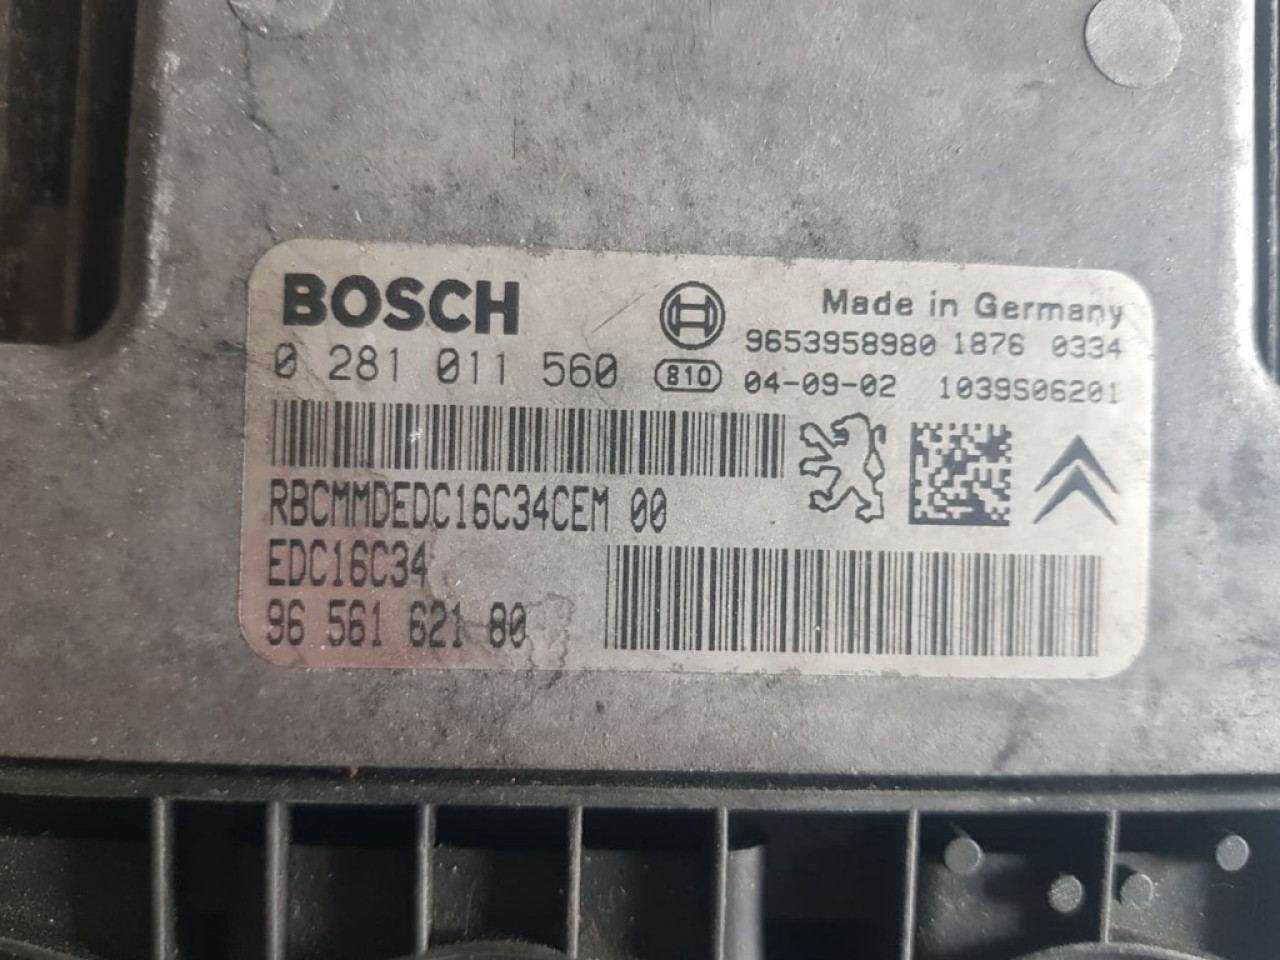 BOSCH
Made in Germany
9653958980 1876 0334
0 281 011 560
810 04-09-02 1039S06201
RBCMMDEDC16C34CEM 00
EDC16C34
96 561 621 80